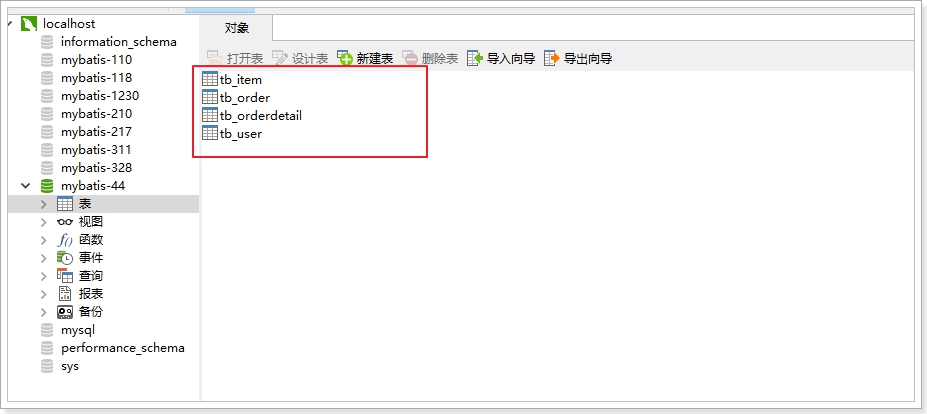 localhost
information_schema
mybatis-110
mybatis-118
mybatis-1230
mybatis-210
mybatis-217
mybatis-311
mybatis-328
mybatis-44
表
视图
f()
函数
事件
查询
报表
备份
mysql
performance_schema
sys
对象
打开表 设计表 新建表 删除表 导入向导 导出向导
tb_item
tb_order
tb_orderdetail
tb_user